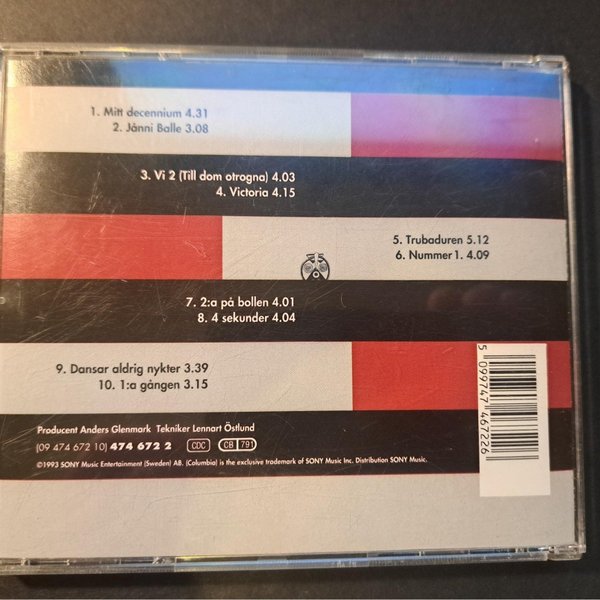 1. Mitt decennium 4.31
2. Jånni Balle 3.08
3. Vi 2 (Till dom otrogna) 4.03
4. Victoria 4.15
5. Trubaduren 5.12
6. Nummer 1. 4.09
7. 2:a på bollen 4.01
8. 4 sekunder 4.04
9. Dansar aldrig nykter 3.39
10. 1:a gången 3.15
Producent Anders Glenmark Tekniker Lennart Östlund
(09 474 672 10) 474 672 2 CDC CB 791
©1993 SONY Music Entertainment (Sweden) AB. (Columbia) is the exclusive trademark of SONY Music Inc. Distribution SONY Music.
5 099747 467226